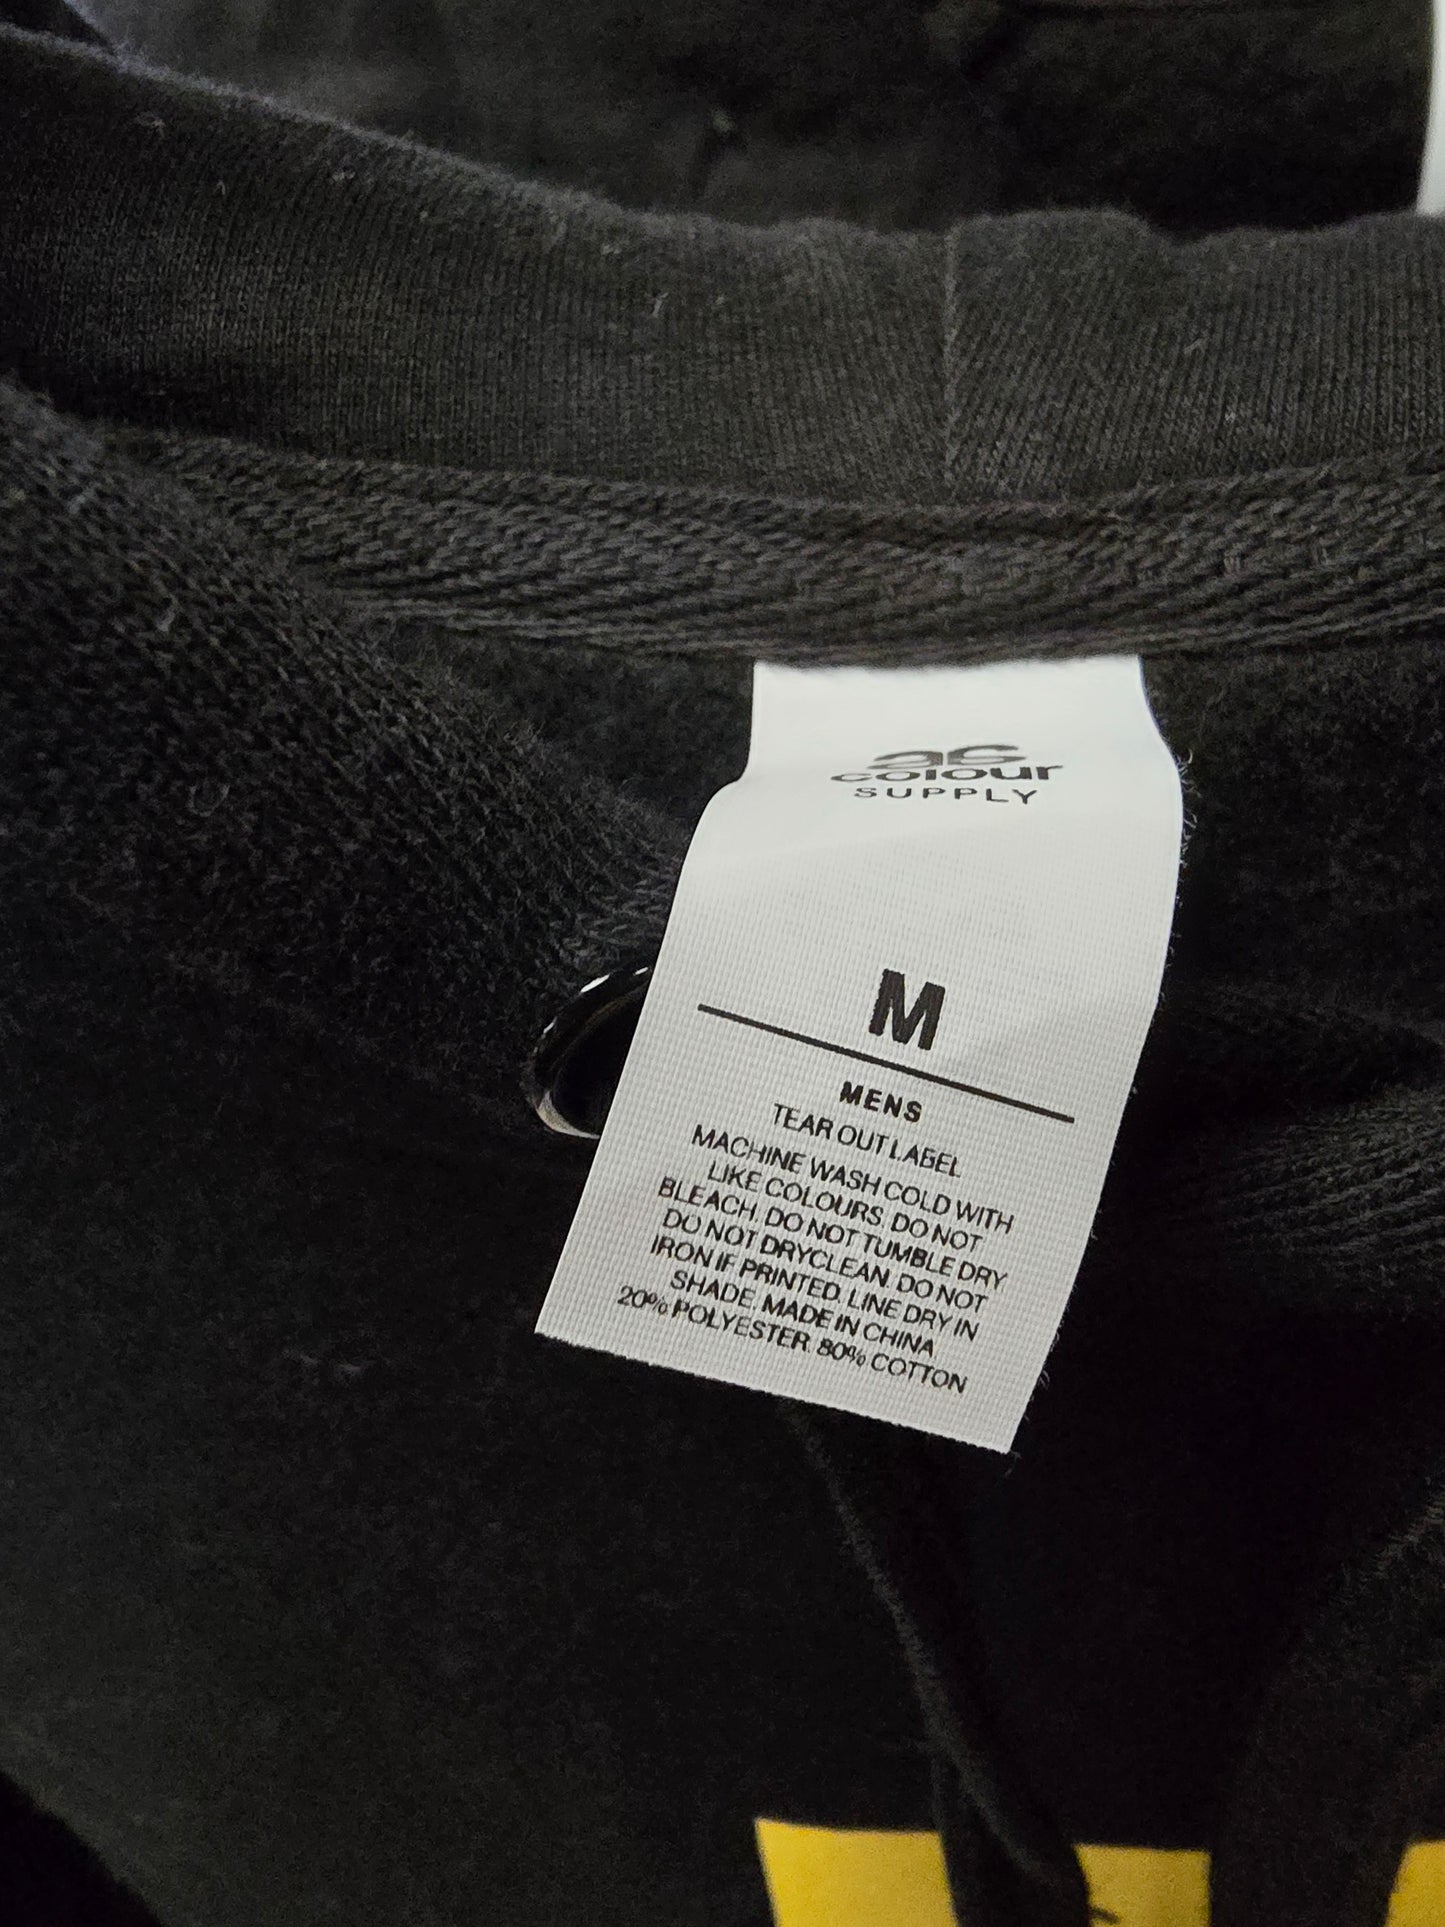 as
colour
SUPPLY
M
MENS
TEAR OUT LABEL
MACHINE WASH COLD WITH
LIKE COLOURS. DO NOT
BLEACH. DO NOT TUMBLE DRY
DO NOT DRYCLEAN. DO NOT
IRON IF PRINTED. LINE DRY IN
SHADE. MADE IN CHINA
20% POLYESTER. 80% COTTON